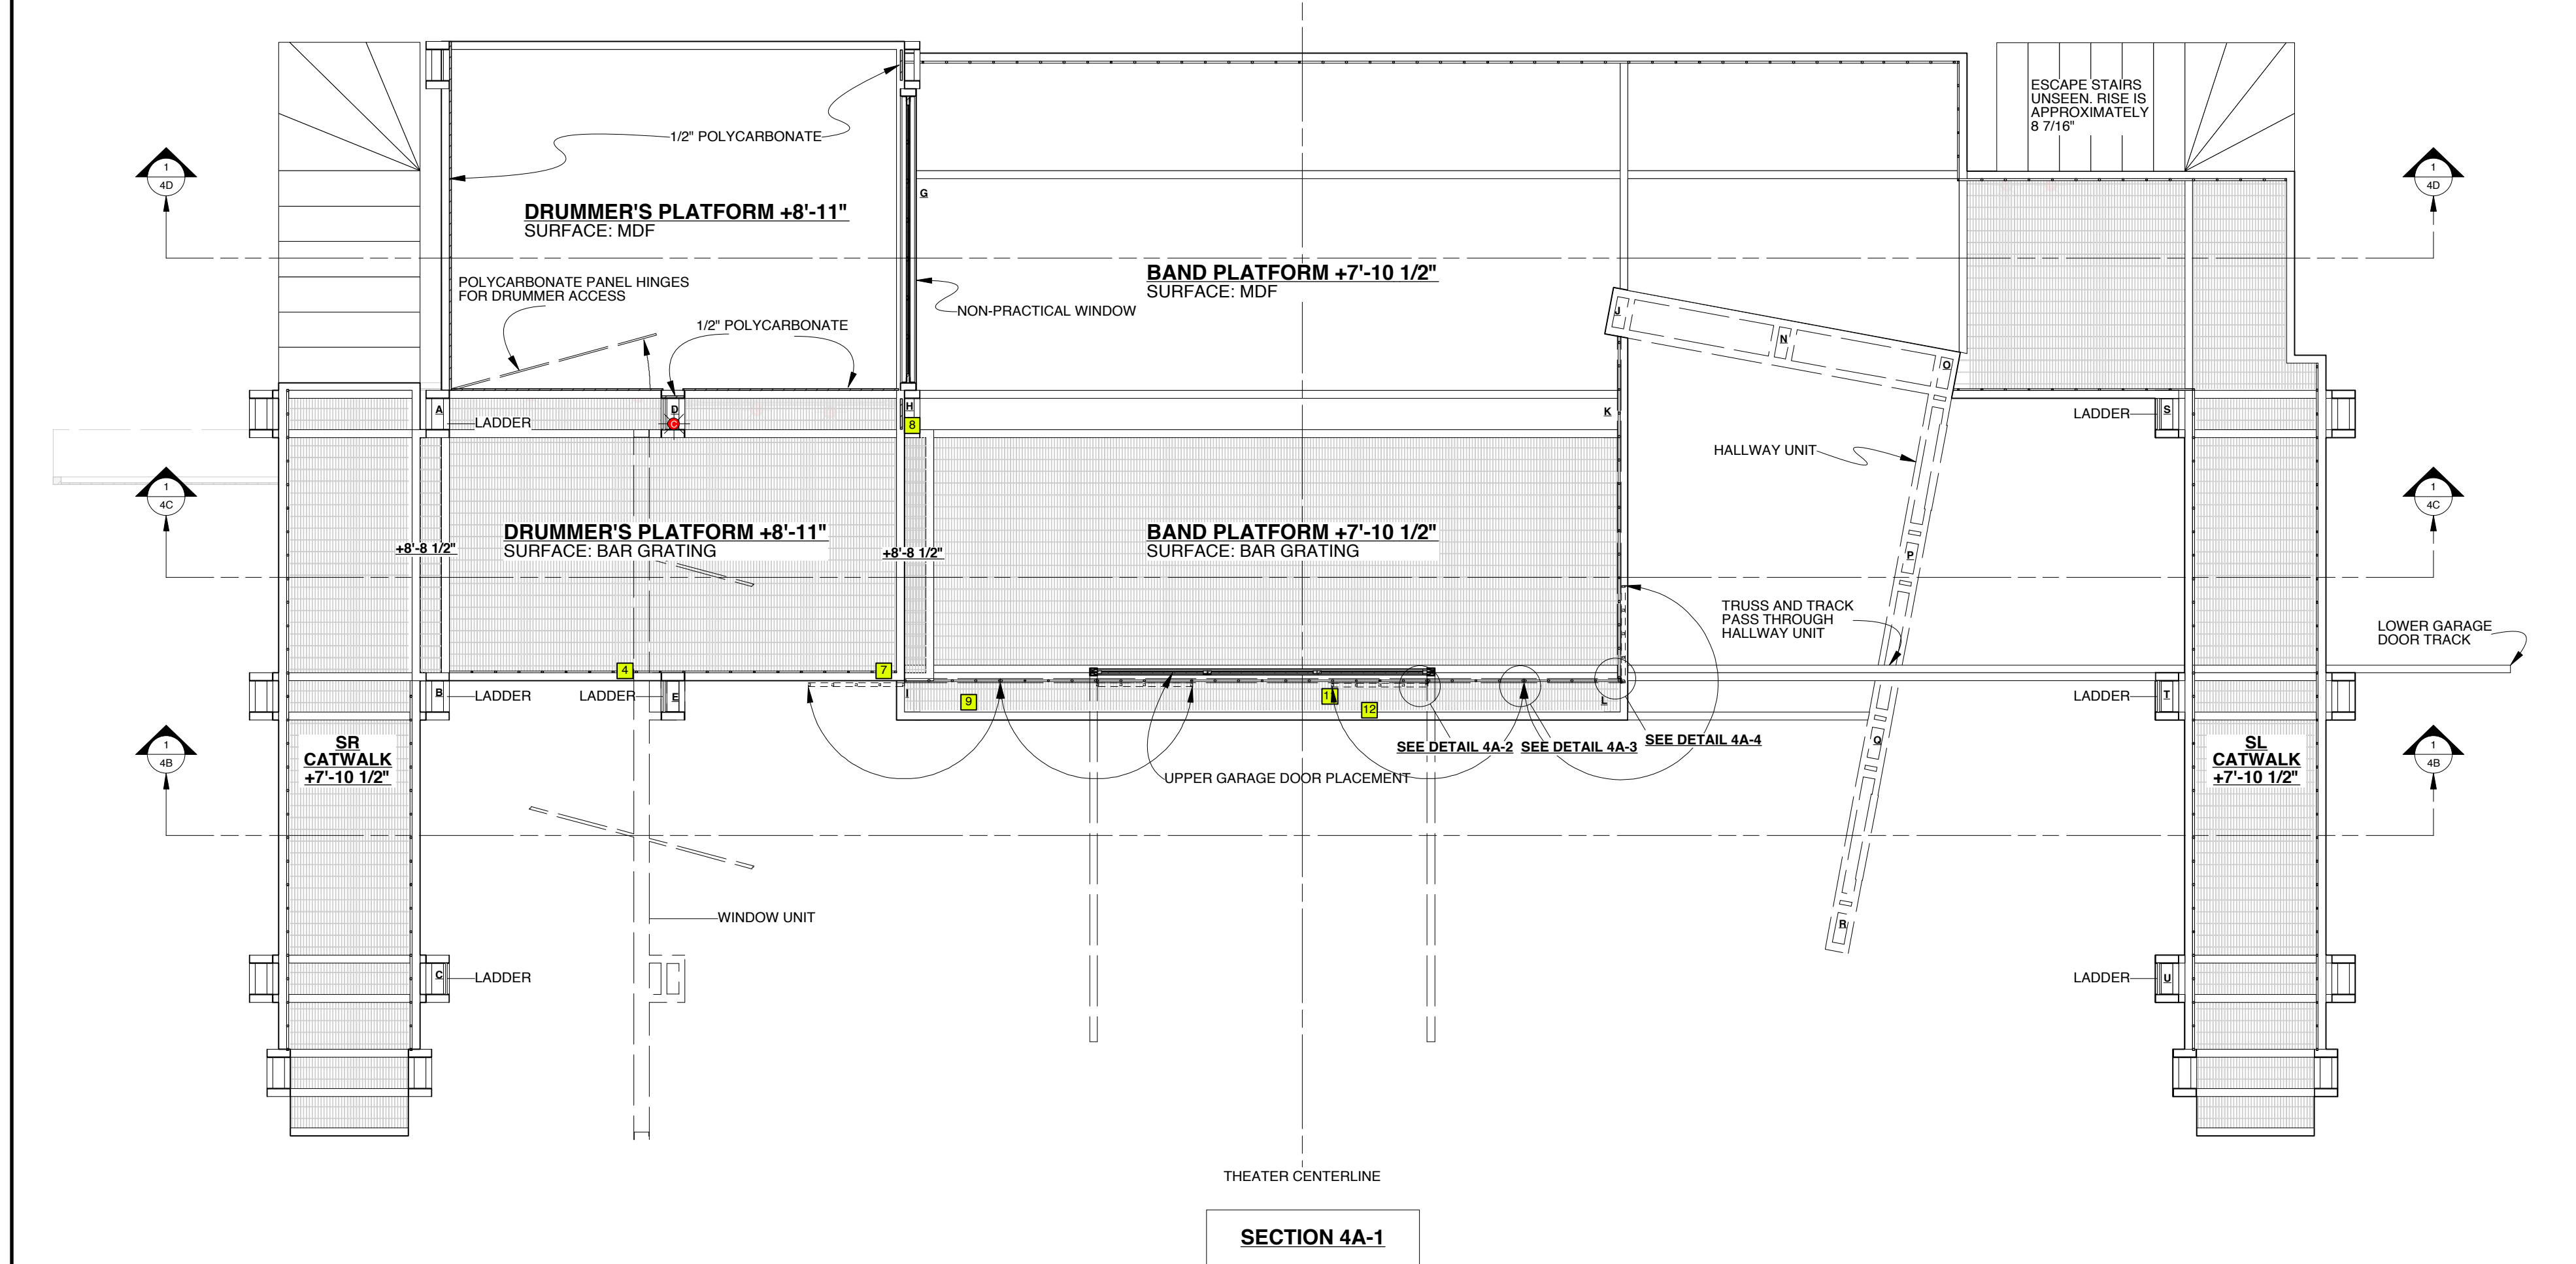 ESCAPE STAIRS
UNSEEN. RISE IS
APPROXIMATELY
8 7/16"
1/2" POLYCARBONATE
1
4D
1
4D
G
DRUMMER'S PLATFORM +8'-11"
SURFACE: MDF
BAND PLATFORM +7'-10 1/2"
SURFACE: MDF
POLYCARBONATE PANEL HINGES
FOR DRUMMER ACCESS
NON-PRACTICAL WINDOW
J
1/2" POLYCARBONATE
N
O
A
LADDER
D
C
H
8
K
LADDER
S
HALLWAY UNIT
1
4C
1
4C
DRUMMER'S PLATFORM +8'-11"
SURFACE: BAR GRATING
+8'-8 1/2"
+8'-8 1/2"
BAND PLATFORM +7'-10 1/2"
SURFACE: BAR GRATING
P
TRUSS AND TRACK
PASS THROUGH
HALLWAY UNIT
LOWER GARAGE
DOOR TRACK
4
7
B
LADDER
LADDER
E
I
9
1
12
L
LADDER
T
SEE DETAIL 4A-2
SEE DETAIL 4A-3
SEE DETAIL 4A-4
Q
1
4B
1
4B
SR
CATWALK
+7'-10 1/2"
SL
CATWALK
+7'-10 1/2"
UPPER GARAGE DOOR PLACEMENT
WINDOW UNIT
R
C
LADDER
LADDER
U
THEATER CENTERLINE
SECTION 4A-1